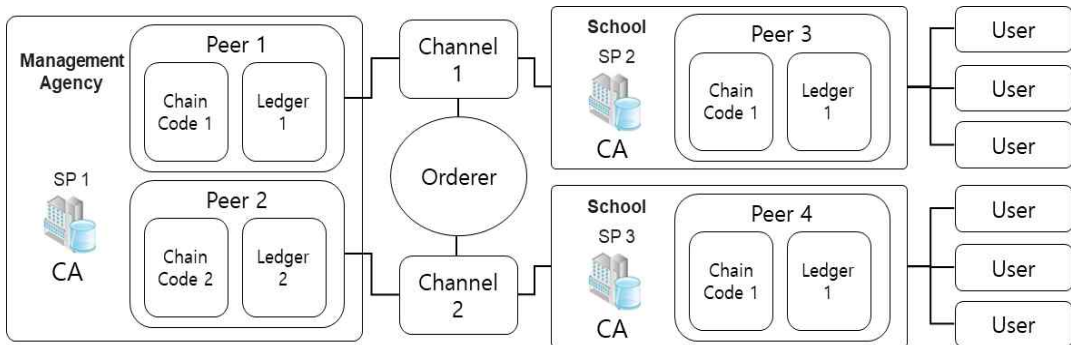 Management
Agency
SP 1
CA
Peer 1
Chain
Code 1
Ledger
1
Peer 2
Chain
Code 2
Ledger
2
Channel
1
Orderer
Channel
2
School
SP 2
CA
Peer 3
Chain
Code 1
Ledger
1
School
SP 3
CA
Peer 4
Chain
Code 1
Ledger
1
User
User
User
User
User
User